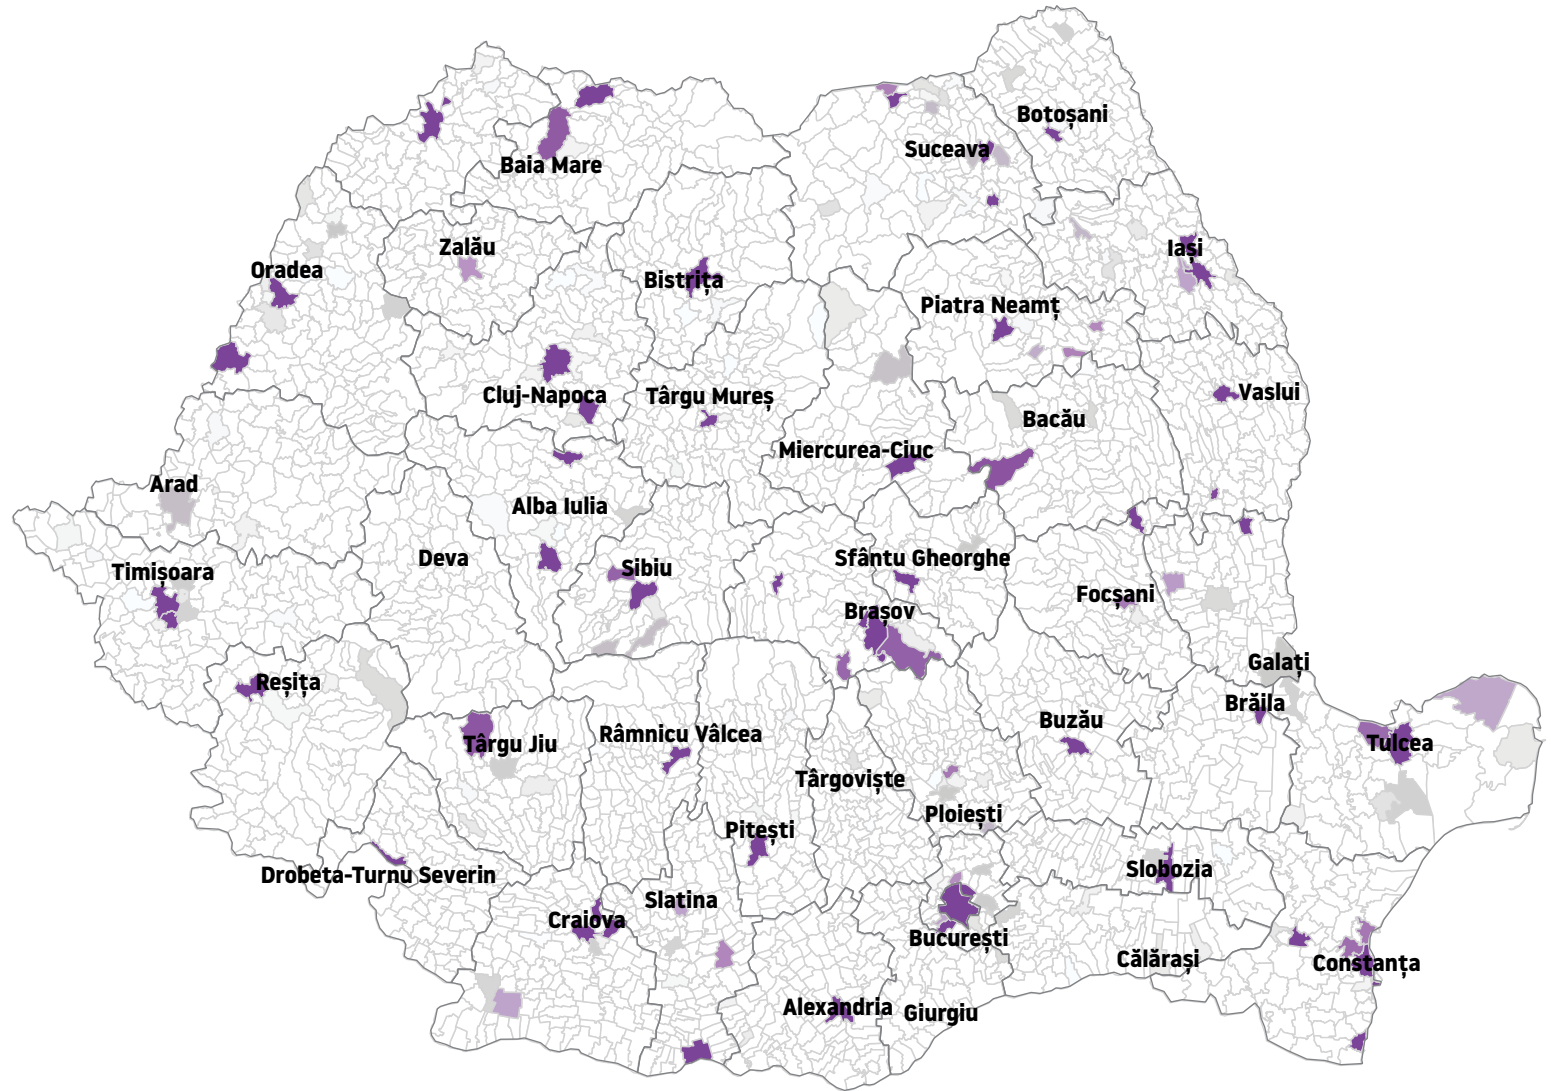 Botoșani
Suceava
Baia Mare
Zalău
Iași
Oradea
Bistrița
Piatra Neamț
Cluj-Napoca
Târgu Mureș
Vaslui
Bacău
Miercurea-Ciuc
Arad
Alba Iulia
Deva
Sibiu
Sfântu Gheorghe
Timișoara
Focșani
Brașov
Galați
Reșița
Brăila
Buzău
Râmnicu Vâlcea
Târgu Jiu
Tulcea
Târgoviște
Ploiești
Pitești
Slobozia
Drobeta-Turnu Severin
Slatina
Craiova
București
Călărași
Constanța
Alexandria
Giurgiu